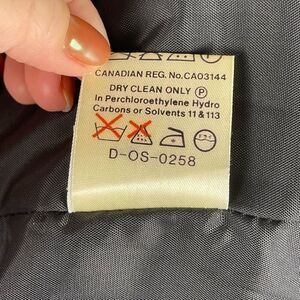 CANADIAN REG. No.CA03144
DRY CLEAN ONLY Ⓟ
In Perchloroethylene Hydro
Carbons or Solvents 11 & 113
D-OS-0258